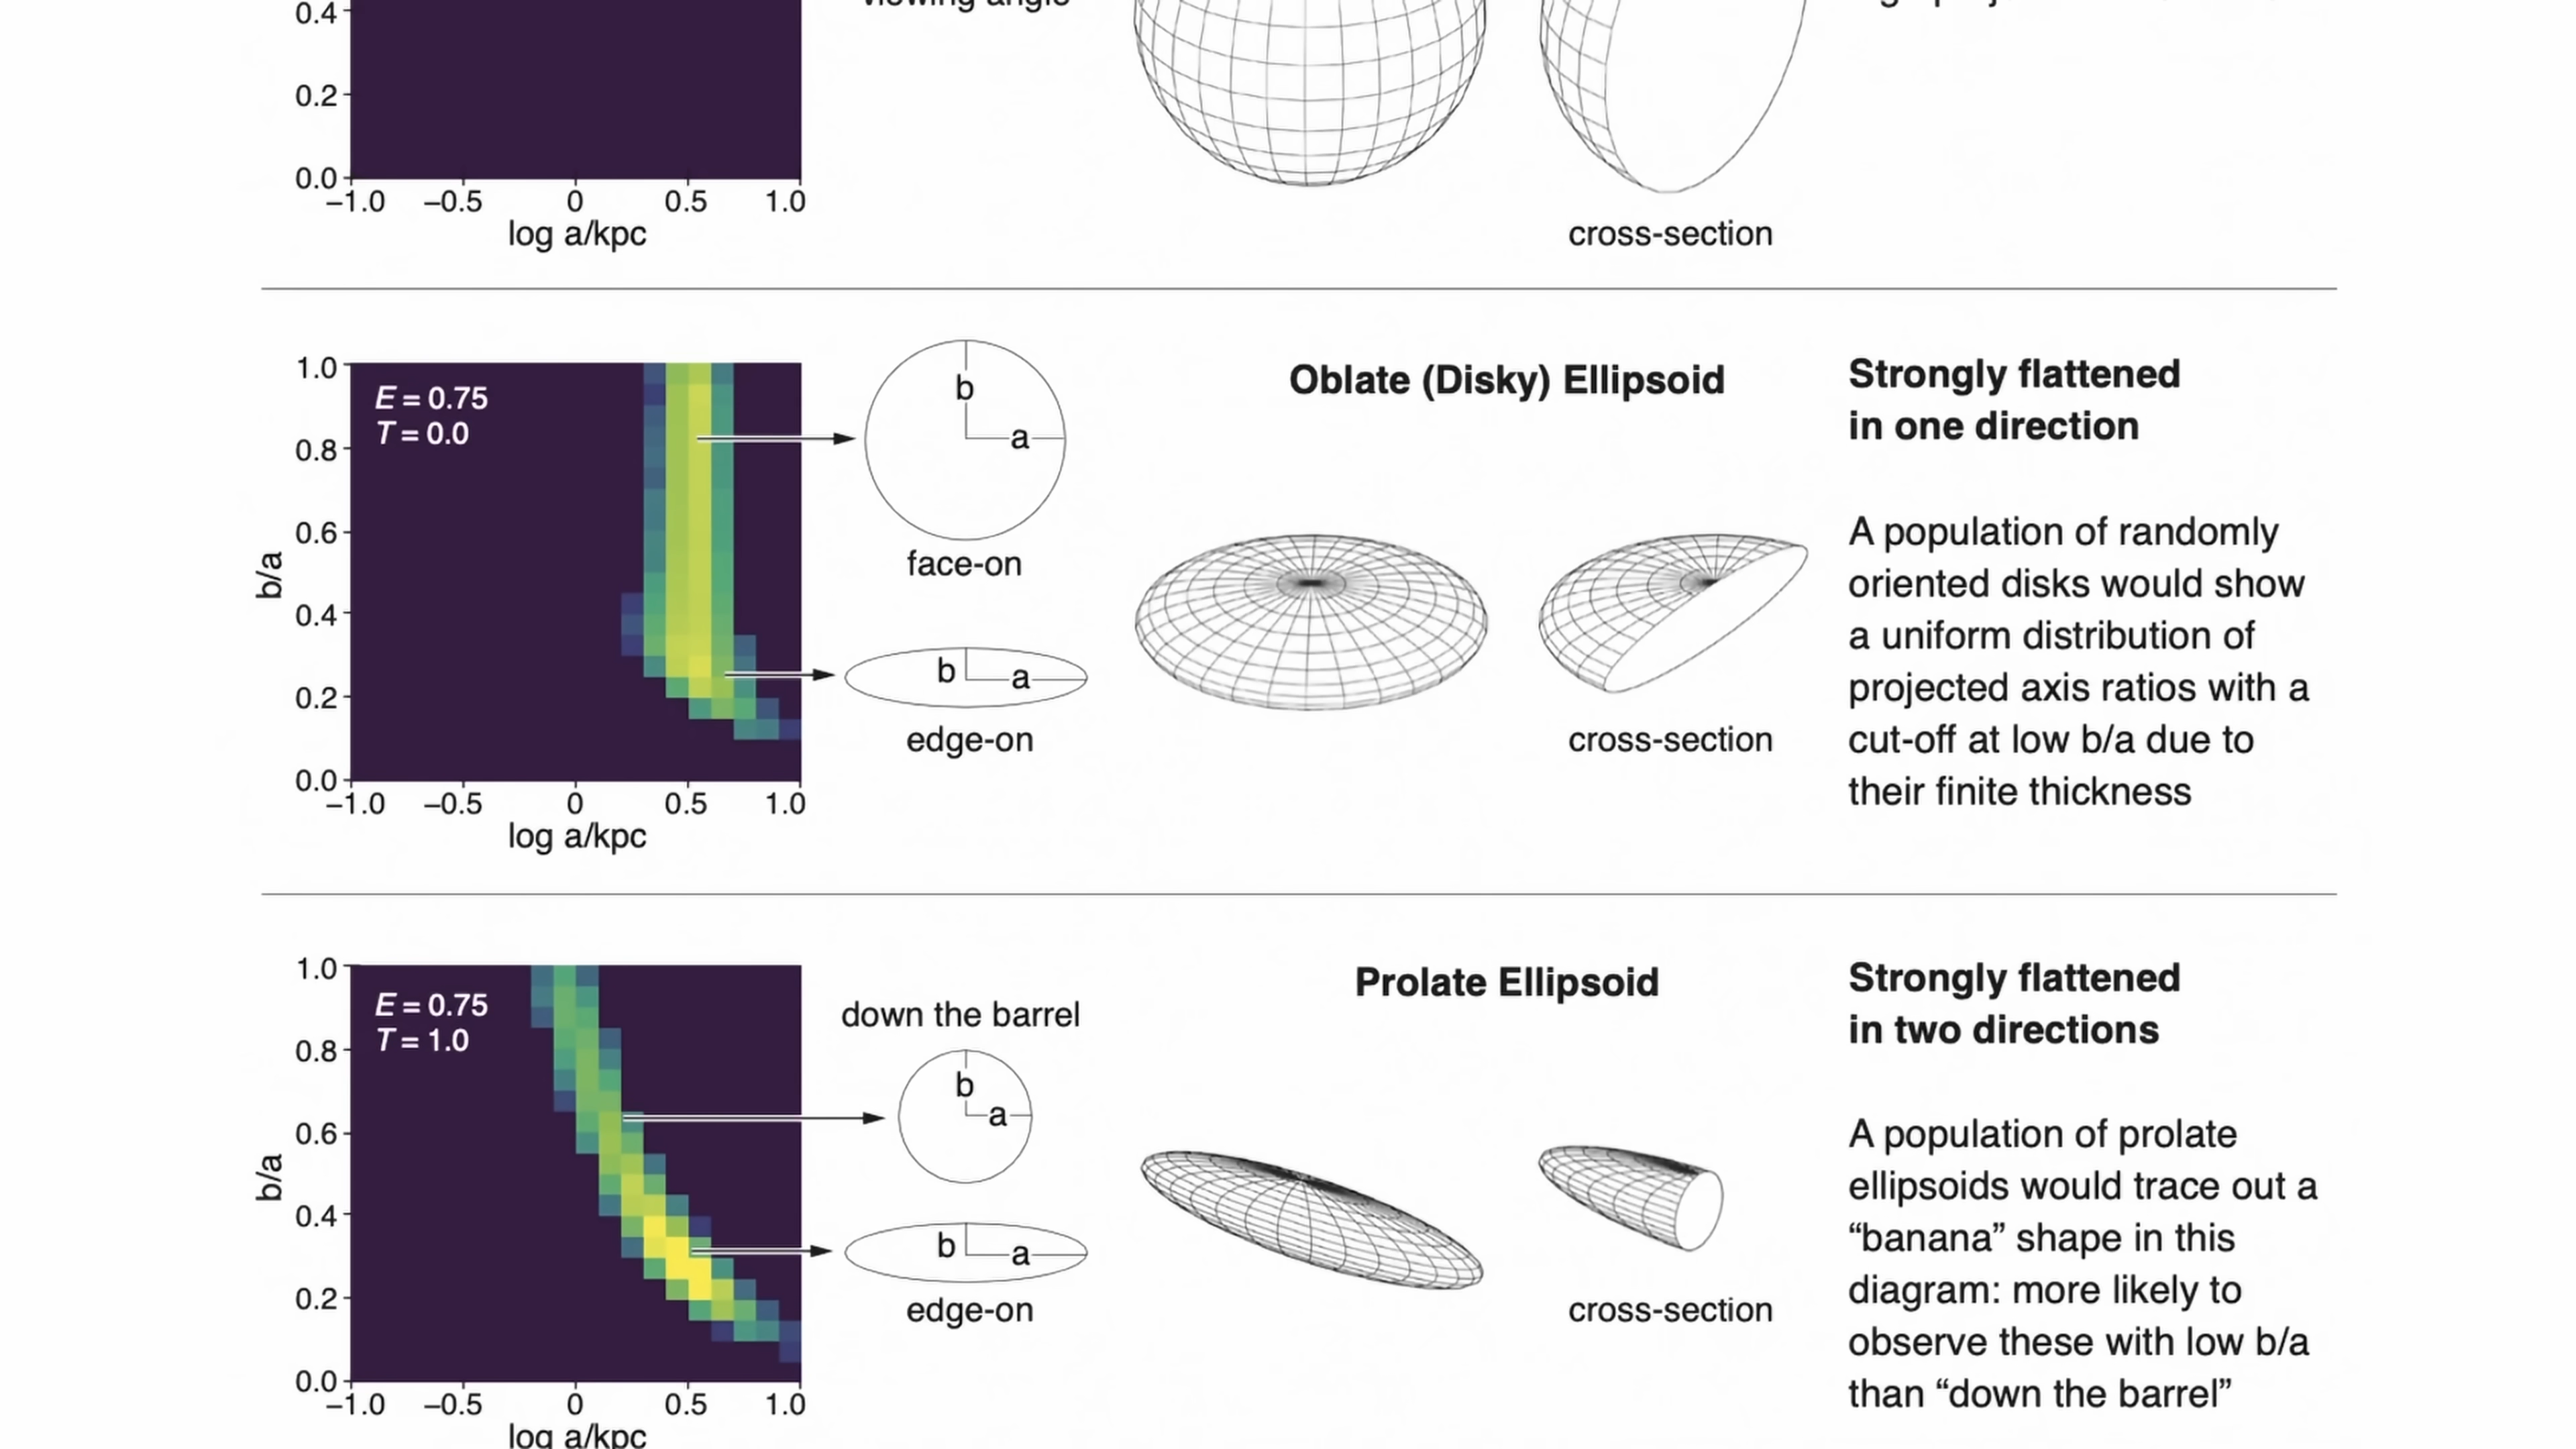 0.4
0.2
0.0
−1.0 −0.5 0 0.5 1.0
log a/kpc
viewing angle
cross-section
1.0
0.8
0.6
0.4
0.2
0.0
b/a
E = 0.75
T = 0.0
−1.0 −0.5 0 0.5 1.0
log a/kpc
b
a
face-on
b
a
edge-on
Oblate (Disky) Ellipsoid
cross-section
Strongly flattened
in one direction
A population of randomly
oriented disks would show
a uniform distribution of
projected axis ratios with a
cut-off at low b/a due to
their finite thickness
1.0
0.8
0.6
0.4
0.2
0.0
b/a
E = 0.75
T = 1.0
−1.0 −0.5 0 0.5 1.0
log a/kpc
down the barrel
b
a
b
a
edge-on
Prolate Ellipsoid
cross-section
Strongly flattened
in two directions
A population of prolate
ellipsoids would trace out a
“banana” shape in this
diagram: more likely to
observe these with low b/a
than “down the barrel”